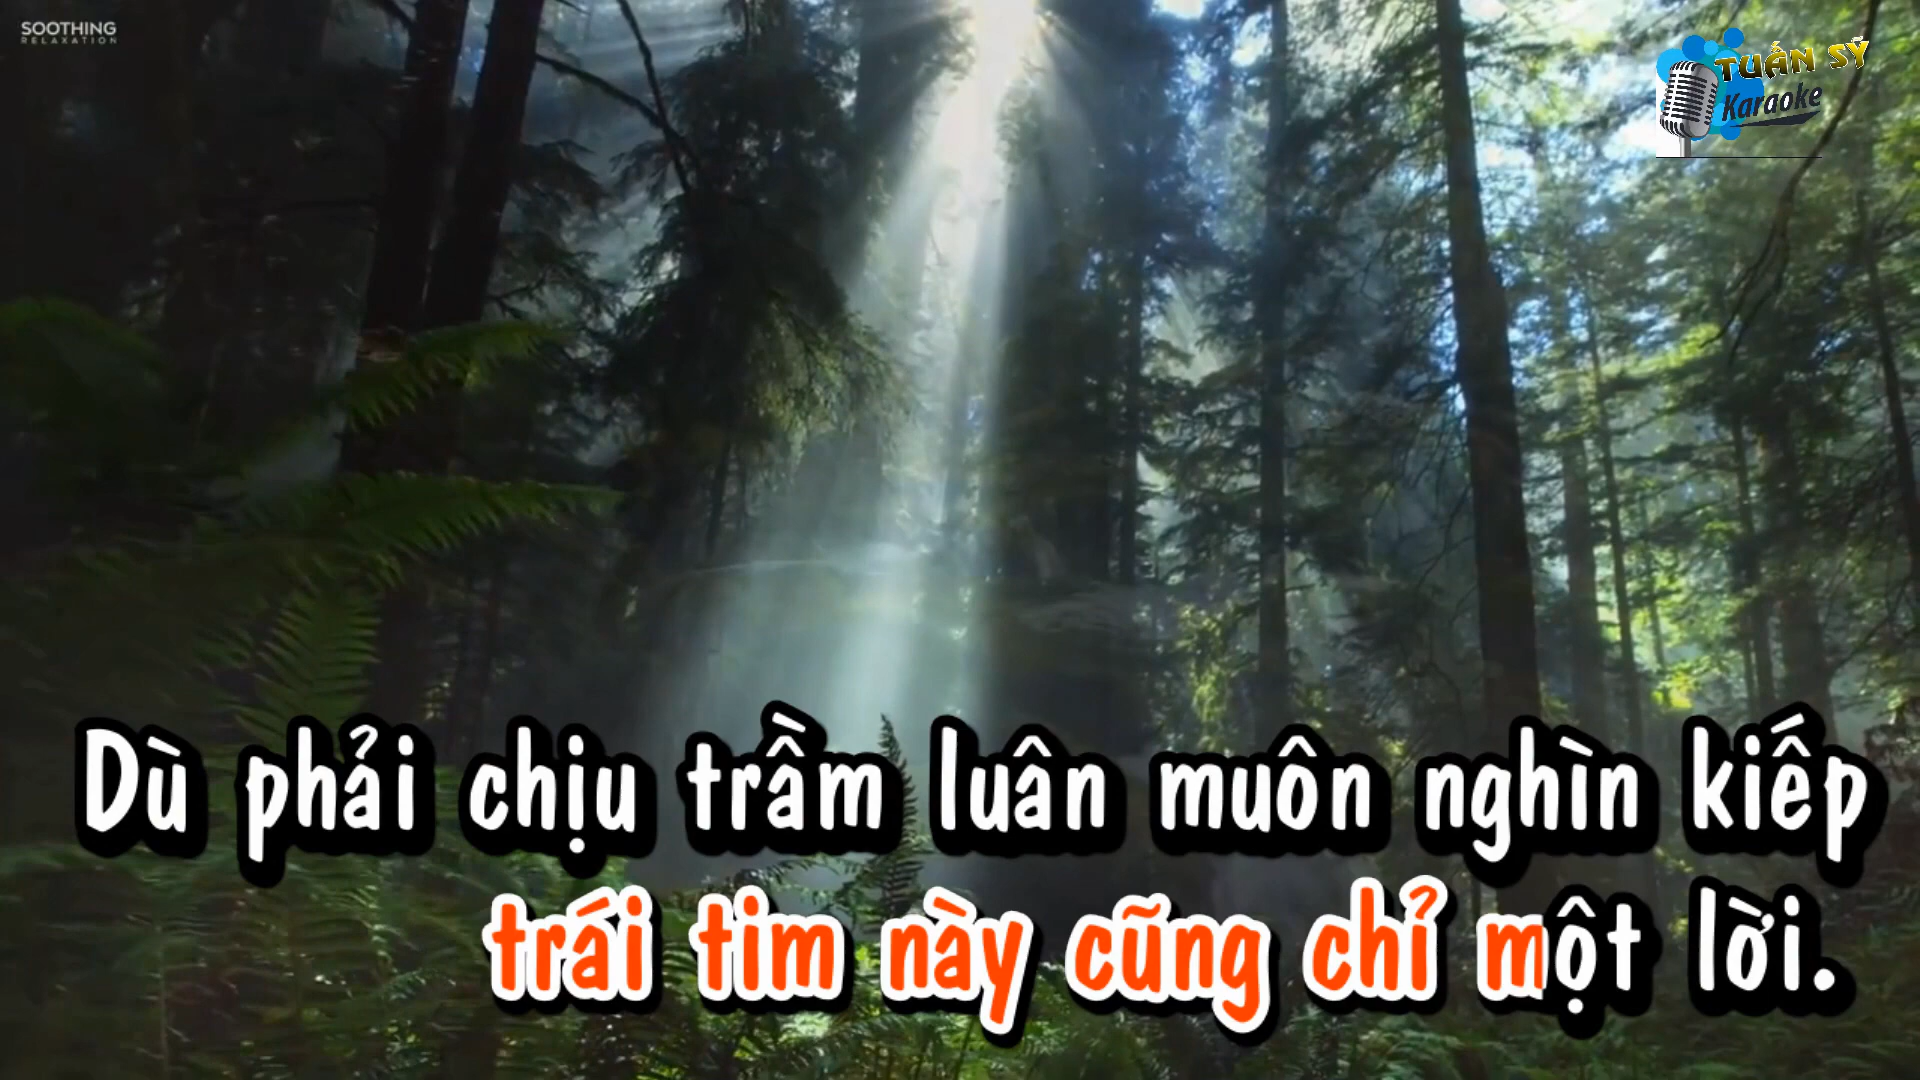 SOOTHING
RELAXATION
TUẤN SỸ
Karaoke
Dù phải chịu trầm luân muôn nghìn kiếp
trái tim này cũng chỉ một lời.